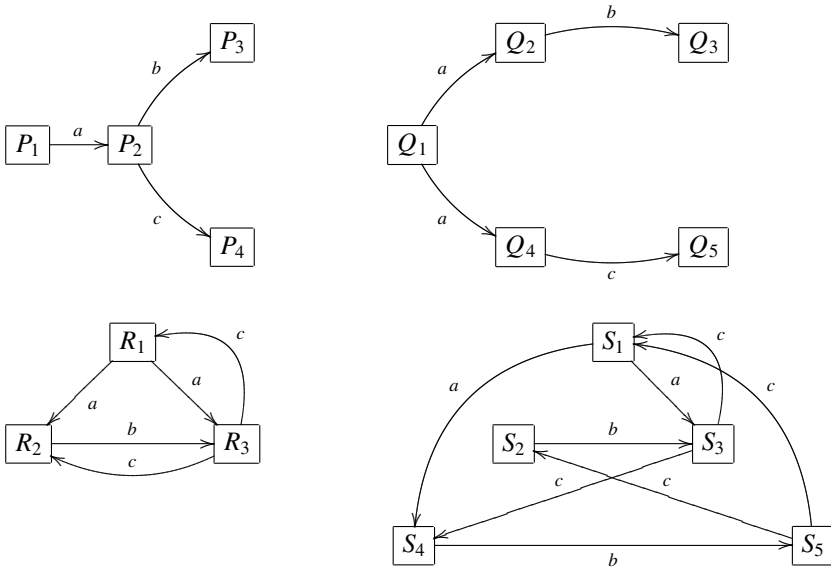 P₃
b
P₁ a P₂
c
P₄
b
Q₂ Q₃
a
Q₁
a
Q₄ Q₅
c
R₁
c
a a
R₂ b R₃
c
S₁
c
a a c
S₂ b S₃
c c
S₄ S₅
b